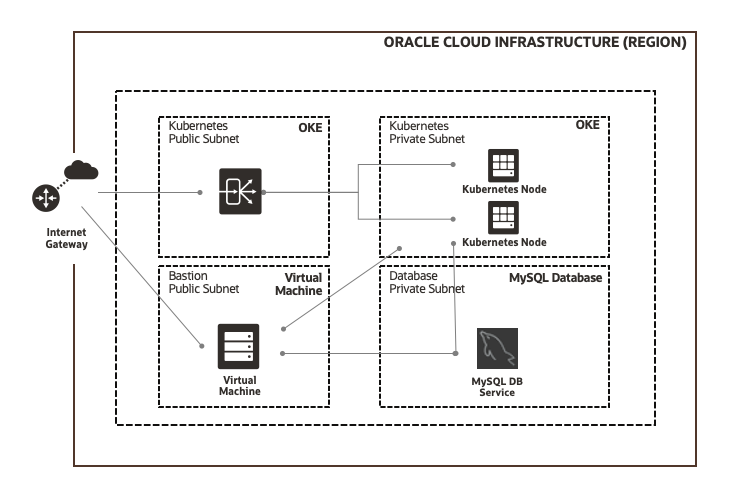 ORACLE CLOUD INFRASTRUCTURE (REGION)
Kubernetes
Public Subnet
OKE
Kubernetes
Private Subnet
OKE
Kubernetes Node
Kubernetes Node
Internet
Gateway
Bastion
Public Subnet
Virtual
Machine
Virtual
Machine
Database
Private Subnet
MySQL Database
MySQL DB
Service